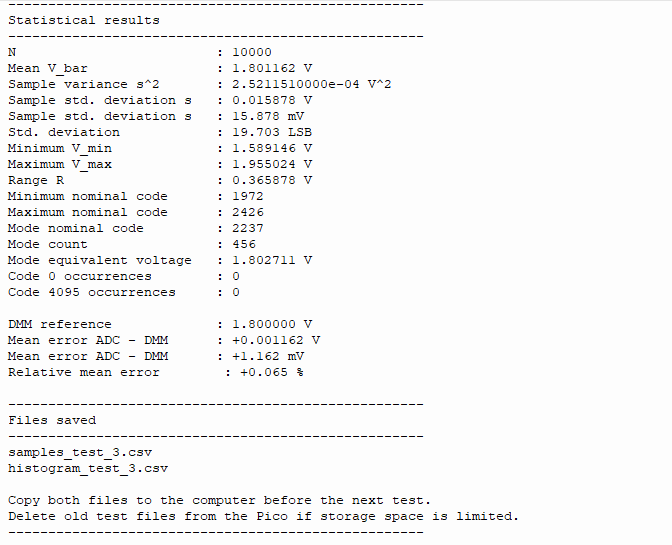 ----------------------------------------------------
Statistical results
----------------------------------------------------
N                         : 10000
Mean V_bar                : 1.801162 V
Sample variance s^2       : 2.5211510000e-04 V^2
Sample std. deviation s   : 0.015878 V
Sample std. deviation s   : 15.878 mV
Std. deviation            : 19.703 LSB
Minimum V_min             : 1.589146 V
Maximum V_max             : 1.955024 V
Range R                   : 0.365878 V
Minimum nominal code      : 1972
Maximum nominal code      : 2426
Mode nominal code         : 2237
Mode count                : 456
Mode equivalent voltage   : 1.802711 V
Code 0 occurrences        : 0
Code 4095 occurrences     : 0

DMM reference             : 1.800000 V
Mean error ADC - DMM      : +0.001162 V
Mean error ADC - DMM      : +1.162 mV
Relative mean error        : +0.065 %

----------------------------------------------------
Files saved
----------------------------------------------------
samples_test_3.csv
histogram_test_3.csv

Copy both files to the computer before the next test.
Delete old test files from the Pico if storage space is limited.
----------------------------------------------------